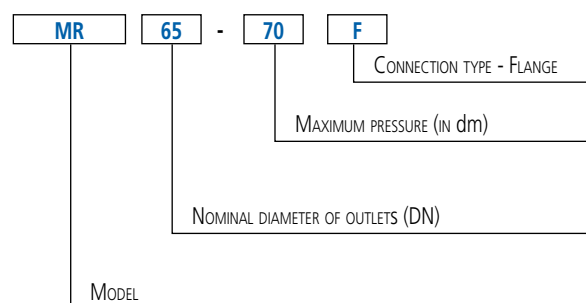 MR 65 - 70 F
Connection type - Flange
Maximum pressure (in dm)
Nominal diameter of outlets (DN)
Model